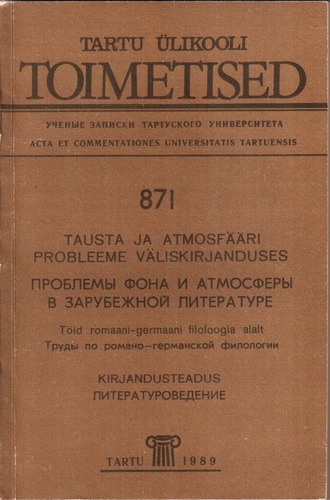 TARTU ÜLIKOOLI
TOIMETISED
УЧЕНЫЕ ЗАПИСКИ ТАРТУСКОГО УНИВЕРСИТЕТА
ACTA ET COMMENTATIONES UNIVERSITATIS TARTUENSIS
871
TAUSTA JA ATMOSFÄÄRI
PROBLEEME VÄLISKIRJANDUSES
ПРОБЛЕМЫ ФОНА И АТМОСФЕРЫ
В ЗАРУБЕЖНОЙ ЛИТЕРАТУРЕ
Töid romaani-germaani filoloogia alalt
Труды по романо-германской филологии
KIRJANDUSTEADUS
ЛИТЕРАТУРОВЕДЕНИЕ
TARTU 1989